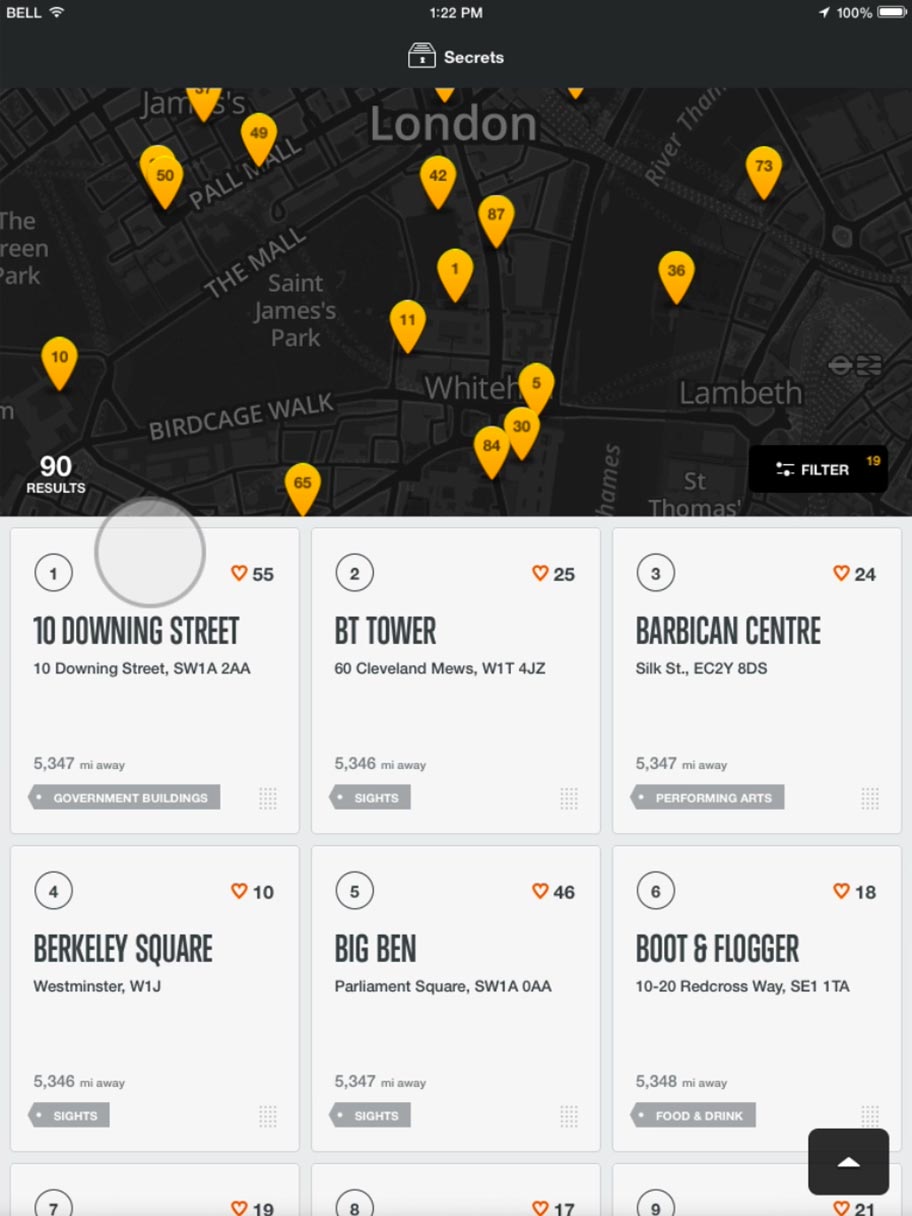 BELL
1:22 PM
100%
Secrets
37
James's
London
River Tham
49
50
PALL MALL
42
73
87
The
reen
Park
THE MALL
1
36
Saint
James's
Park
11
10
Whiteh
5
Lambeth
m
BIRDCAGE WALK
30
84
90
RESULTS
65
hames
FILTER 19
St
Thomas'
1 55
10 DOWNING STREET
10 Downing Street, SW1A 2AA
5,347 mi away
GOVERNMENT BUILDINGS
2 25
BT TOWER
60 Cleveland Mews, W1T 4JZ
5,346 mi away
SIGHTS
3 24
BARBICAN CENTRE
Silk St., EC2Y 8DS
5,347 mi away
PERFORMING ARTS
4 10
BERKELEY SQUARE
Westminster, W1J
5,346 mi away
SIGHTS
5 46
BIG BEN
Parliament Square, SW1A 0AA
5,347 mi away
SIGHTS
6 18
BOOT & FLOGGER
10-20 Redcross Way, SE1 1TA
5,348 mi away
FOOD & DRINK
7 19
8 17
9 21